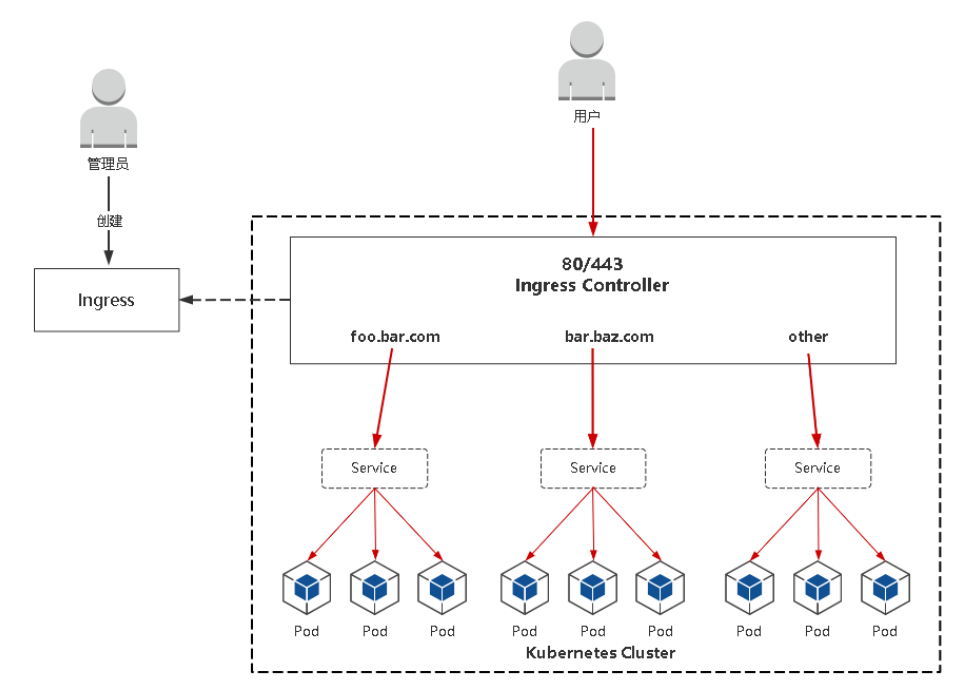 用户
管理员
创建
80/443
Ingress Controller
Ingress
foo.bar.com
bar.baz.com
other
Service
Service
Service
Pod
Pod
Pod
Pod
Pod
Pod
Pod
Pod
Pod
Kubernetes Cluster